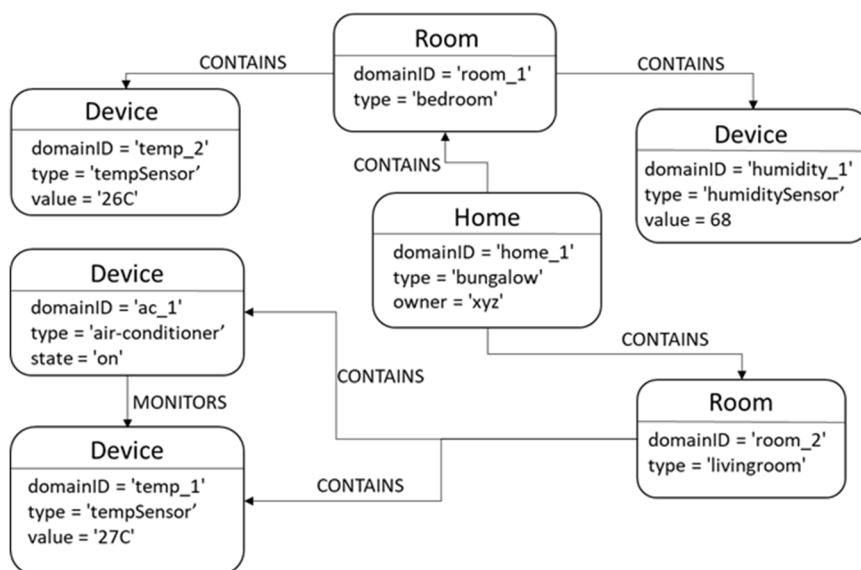 Room
domainID = 'room_1'
type = 'bedroom'
CONTAINS
CONTAINS
Device
domainID = 'temp_2'
type = 'tempSensor’
value = '26C'
Device
domainID = 'humidity_1'
type = 'humiditySensor’
value = 68
CONTAINS
Home
domainID = 'home_1'
type = 'bungalow'
owner = 'xyz'
Device
domainID = 'ac_1'
type = 'air-conditioner’
state = 'on'
CONTAINS
CONTAINS
MONITORS
Room
domainID = 'room_2'
type = 'livingroom'
Device
domainID = 'temp_1'
type = 'tempSensor’
value = '27C'
CONTAINS